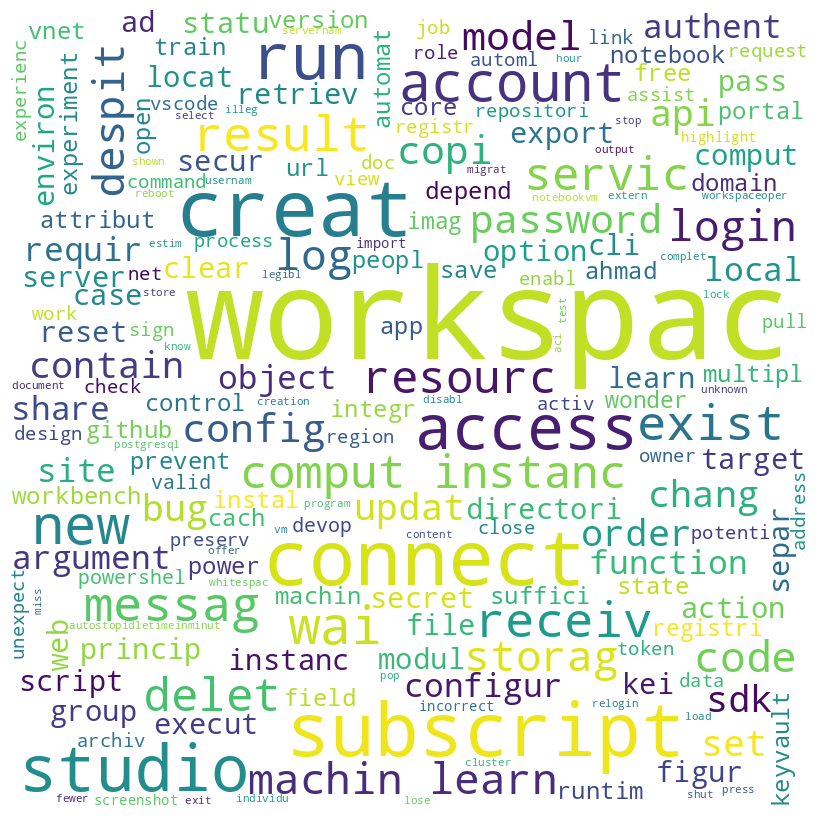 experienc
vnet
ad
statu
version
servernam
job
model
link
authent
train
run
role
automl
hour
notebook
request
locat
despit
account
free
pass
vscode
retriev
automat
core
repositori
assist
api
portal
environ
experiment
open
illeg
select
result
registr
stop
highlight
shown
secur
url
doc
copi
export
output
comput
command
usernam
view
migrat
servic
domain
reboot
creat
depend
notebookvm
extern
workspaceoper
attribut
imag
password
login
requir
estim
process
import
log
peopl
option
cli
complet
server
net
clear
legibl
save
enabl
ahmad
local
case
store
workspac
lock
work
sign
app
aci
test
pull
reset
know
contain
object
resourc
learn
multipl
document
check
creation
disabl
unknown
share
control
integr
activ
wonder
design
github
config
region
access
exist
postgresql
prevent
owner
target
site
valid
comput instanc
workbench
instal
program
updat
directori
chang
address
bug
cach
new
devop
vm
content
close
order
potenti
separ
preserv
connect
argument
power
offer
function
unexpect
powershel
whitespac
machin
secret
suffici
state
miss
messag
action
autostopidletimeinminut
wai
file
receiv
registri
web
princip
token
code
instanc
modul
storag
script
pop
data
delet
field
configur
kei
sdk
relogin
group
execut
incorrect
load
keyvault
archiv
subscript
set
studio
cluster
machin learn
figur
runtim
fewer
screenshot
exit
individu
lose
shut
press